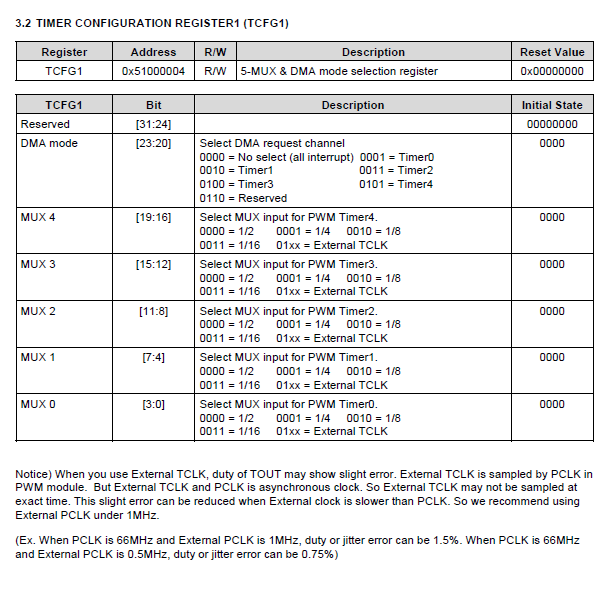 3.2 TIMER CONFIGURATION REGISTER1 (TCFG1)
Register Address R/W Description Reset Value
TCFG1 0x51000004 R/W 5-MUX & DMA mode selection register 0x00000000
TCFG1 Bit Description Initial State
Reserved [31:24] 00000000
DMA mode [23:20] Select DMA request channel 0000
0000 = No select (all interrupt) 0001 = Timer0
0010 = Timer1 0011 = Timer2
0100 = Timer3 0101 = Timer4
0110 = Reserved
MUX 4 [19:16] Select MUX input for PWM Timer4. 0000
0000 = 1/2 0001 = 1/4 0010 = 1/8
0011 = 1/16 01xx = External TCLK
MUX 3 [15:12] Select MUX input for PWM Timer3. 0000
0000 = 1/2 0001 = 1/4 0010 = 1/8
0011 = 1/16 01xx = External TCLK
MUX 2 [11:8] Select MUX input for PWM Timer2. 0000
0000 = 1/2 0001 = 1/4 0010 = 1/8
0011 = 1/16 01xx = External TCLK
MUX 1 [7:4] Select MUX input for PWM Timer1. 0000
0000 = 1/2 0001 = 1/4 0010 = 1/8
0011 = 1/16 01xx = External TCLK
MUX 0 [3:0] Select MUX input for PWM Timer0. 0000
0000 = 1/2 0001 = 1/4 0010 = 1/8
0011 = 1/16 01xx = External TCLK
Notice) When you use External TCLK, duty of TOUT may show slight error. External TCLK is sampled by PCLK in
PWM module. But External TCLK and PCLK is asynchronous clock. So External TCLK may not be sampled at
exact time. This slight error can be reduced when External clock is slower than PCLK. So we recommend using
External PCLK under 1MHz.
(Ex. When PCLK is 66MHz and External PCLK is 1MHz, duty or jitter error can be 1.5%. When PCLK is 66MHz
and External PCLK is 0.5MHz, duty or jitter error can be 0.75%)